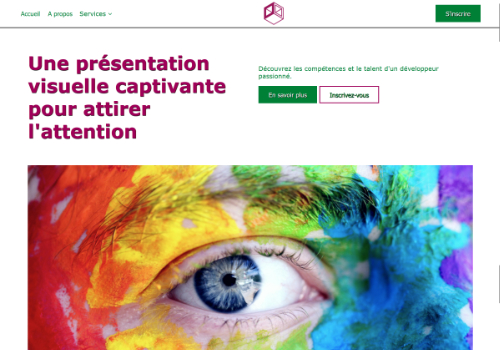 Accueil A propos Services
S'inscrire
Une présentation
visuelle captivante
pour attirer
l'attention
Découvrez les compétences et le talent d'un développeur
passionné.
En savoir plus Inscrivez-vous